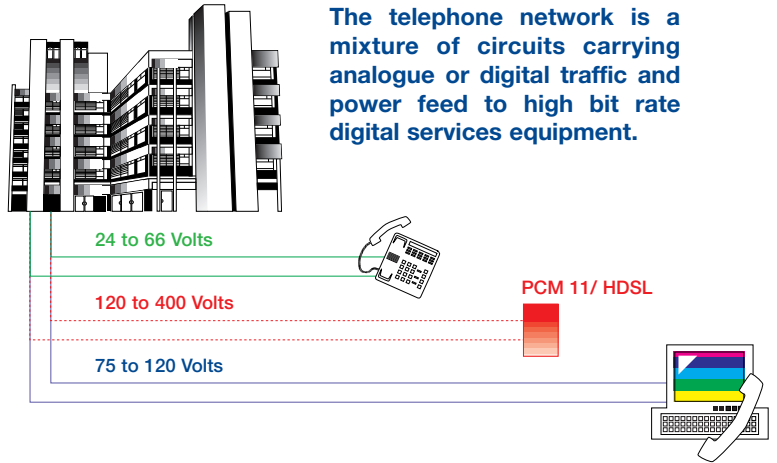 The telephone network is a
mixture of circuits carrying
analogue or digital traffic and
power feed to high bit rate
digital services equipment.
24 to 66 Volts
120 to 400 Volts
PCM 11/ HDSL
75 to 120 Volts